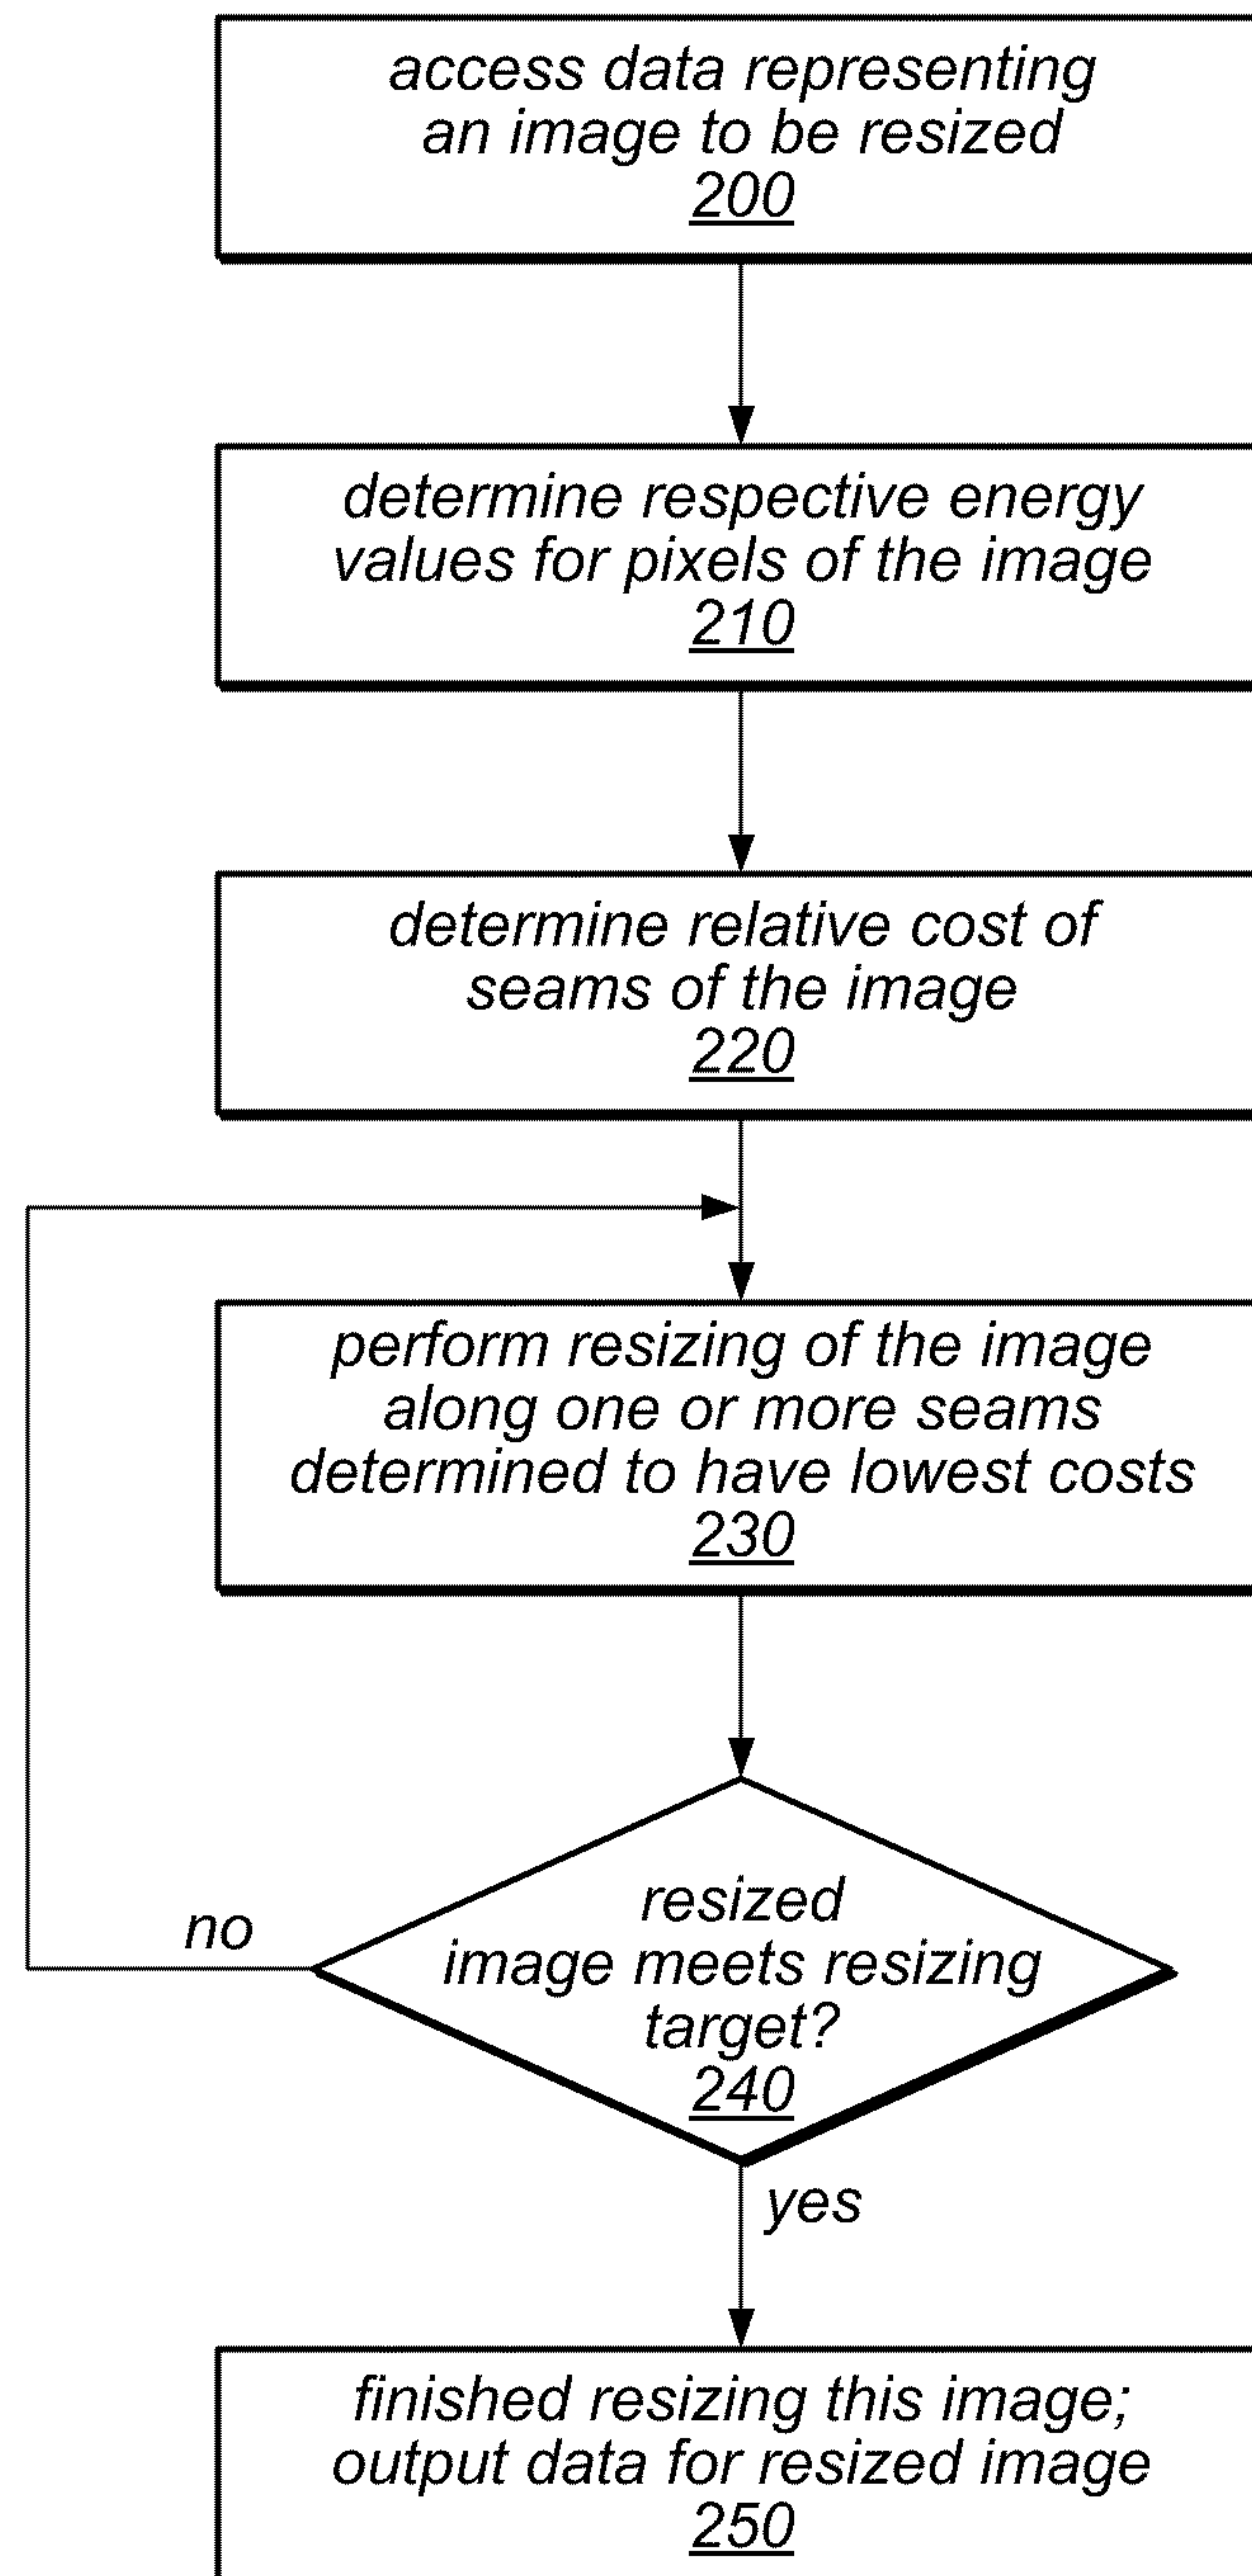 access data representing
an image to be resized
200
determine respective energy
values for pixels of the image
210
determine relative cost of
seams of the image
220
perform resizing of the image
along one or more seams
determined to have lowest costs
230
resized
image meets resizing
target?
240
no
yes
finished resizing this image;
output data for resized image
250